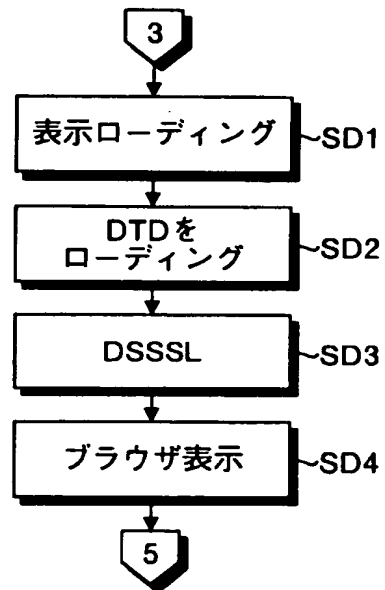 3
表示ローディング
SD1
DTDを
ローディング
SD2
DSSSL
SD3
ブラウザ表示
SD4
5